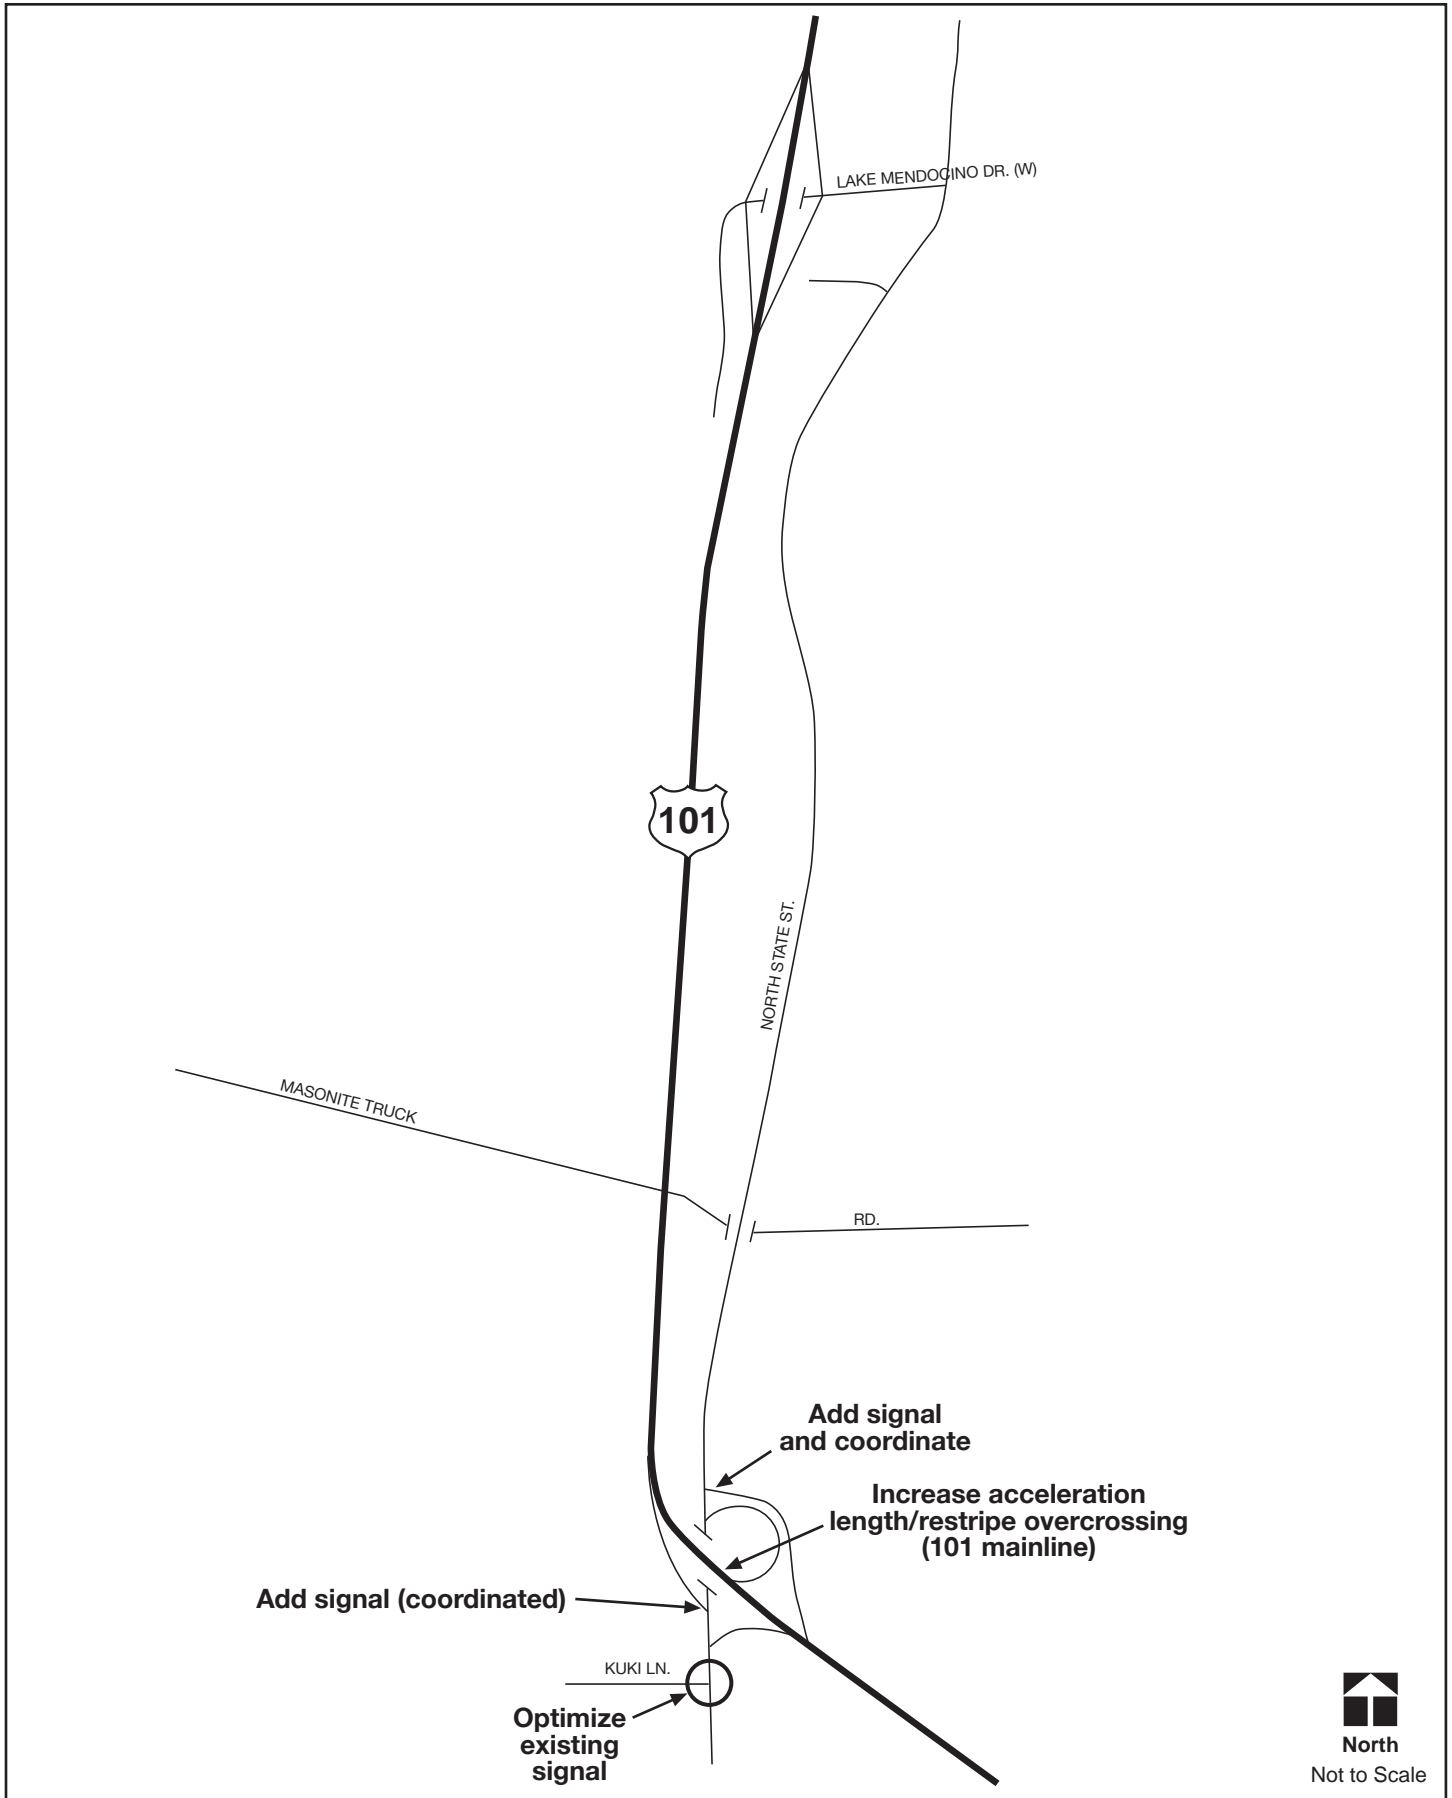 LAKE MENDOCINO DR. (W)
101
NORTH STATE ST.
MASONITE TRUCK
RD.
Add signal
and coordinate
Increase acceleration
length/restripe overcrossing
(101 mainline)
Add signal (coordinated)
KUKI LN.
Optimize
existing
signal
North
Not to Scale